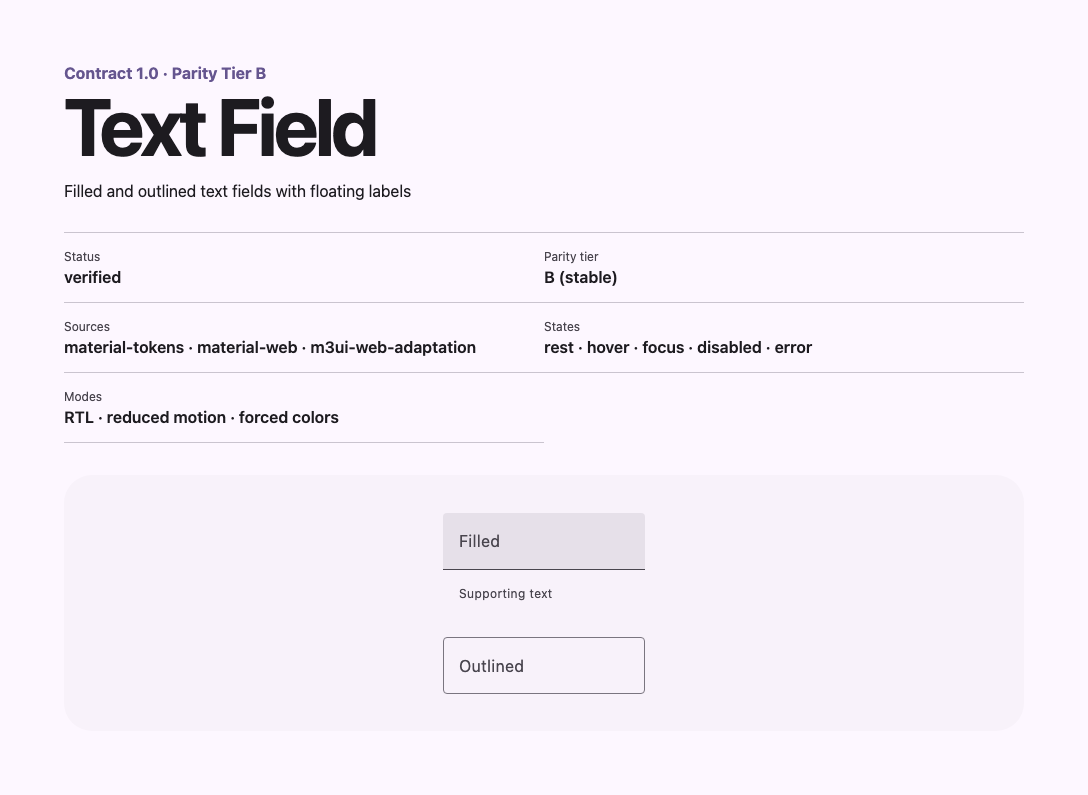 Contract 1.0 · Parity Tier B
Text Field
Filled and outlined text fields with floating labels
Status
verified
Parity tier
B (stable)
Sources
material-tokens · material-web · m3ui-web-adaptation
States
rest · hover · focus · disabled · error
Modes
RTL · reduced motion · forced colors
Filled
Supporting text
Outlined